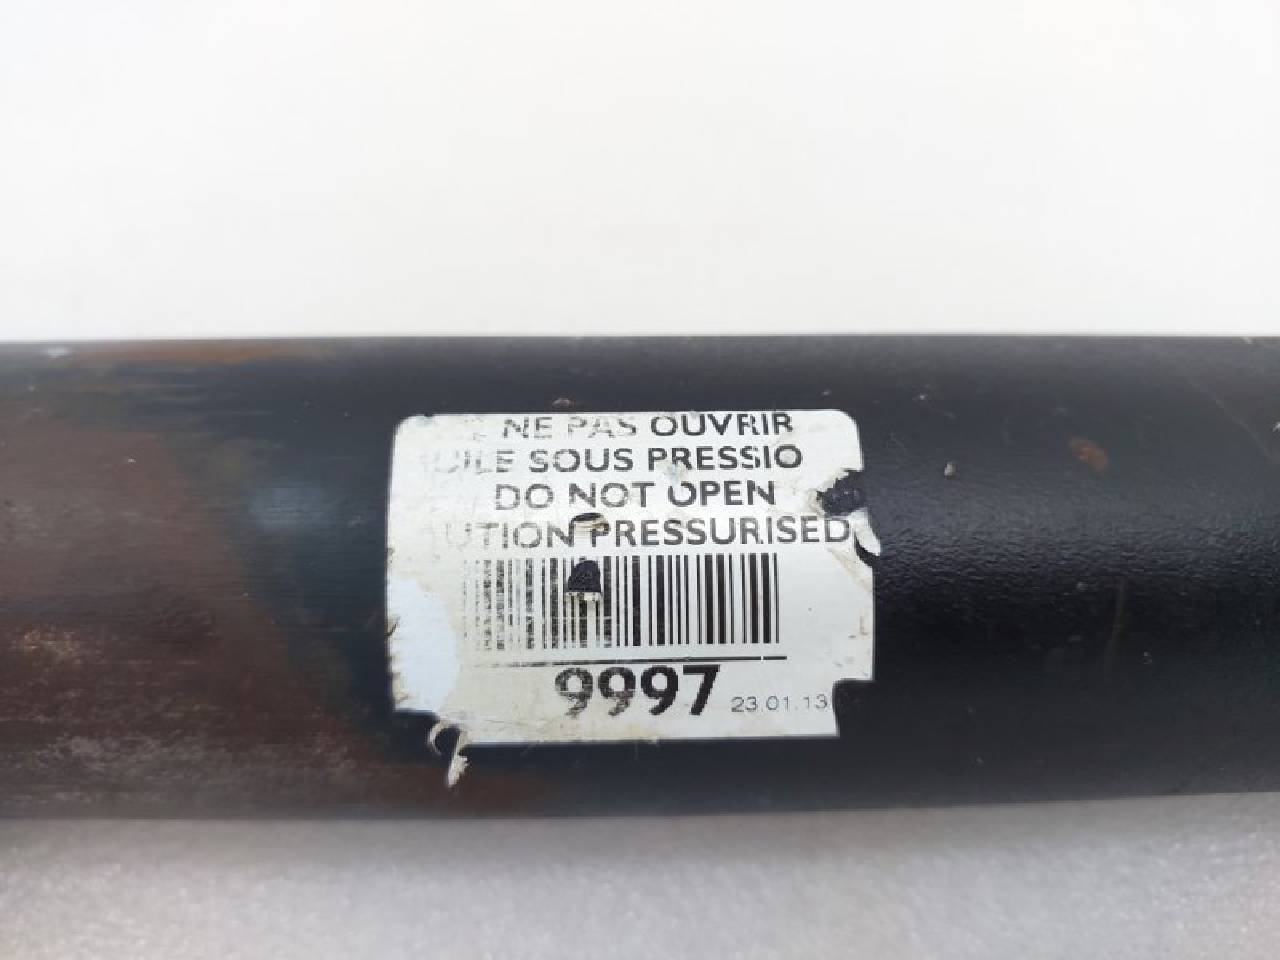 NE PAS OUVRIR
UILE SOUS PRESSIO
DO NOT OPEN
UTION PRESSURISED
9997 23.01.13